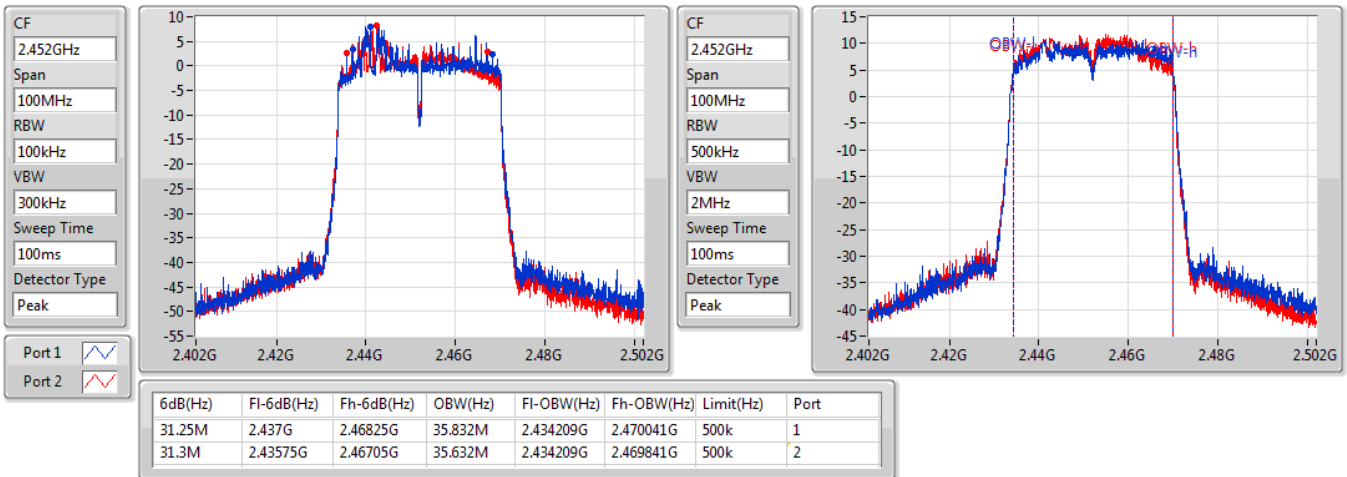 CF
2.452GHz
Span
100MHz
RBW
100kHz
VBW
300kHz
Sweep Time
100ms
Detector Type
Peak
Port 1
Port 2
10
5
0
-5
-10
-15
-20
-25
-30
-35
-40
-45
-50
-55
2.402G 2.42G 2.44G 2.46G 2.48G 2.502G
CF
2.452GHz
Span
100MHz
RBW
500kHz
VBW
2MHz
Sweep Time
100ms
Detector Type
Peak
15
10
5
0
-5
-10
-15
-20
-25
-30
-35
-40
-45
OBW-l OBW-h
2.402G 2.42G 2.44G 2.46G 2.48G 2.502G
6dB(Hz) Fl-6dB(Hz) Fh-6dB(Hz) OBW(Hz) Fl-OBW(Hz) Fh-OBW(Hz) Limit(Hz) Port
31.25M 2.437G 2.46825G 35.832M 2.434209G 2.470041G 500k 1
31.3M 2.43575G 2.46705G 35.632M 2.434209G 2.469841G 500k 2